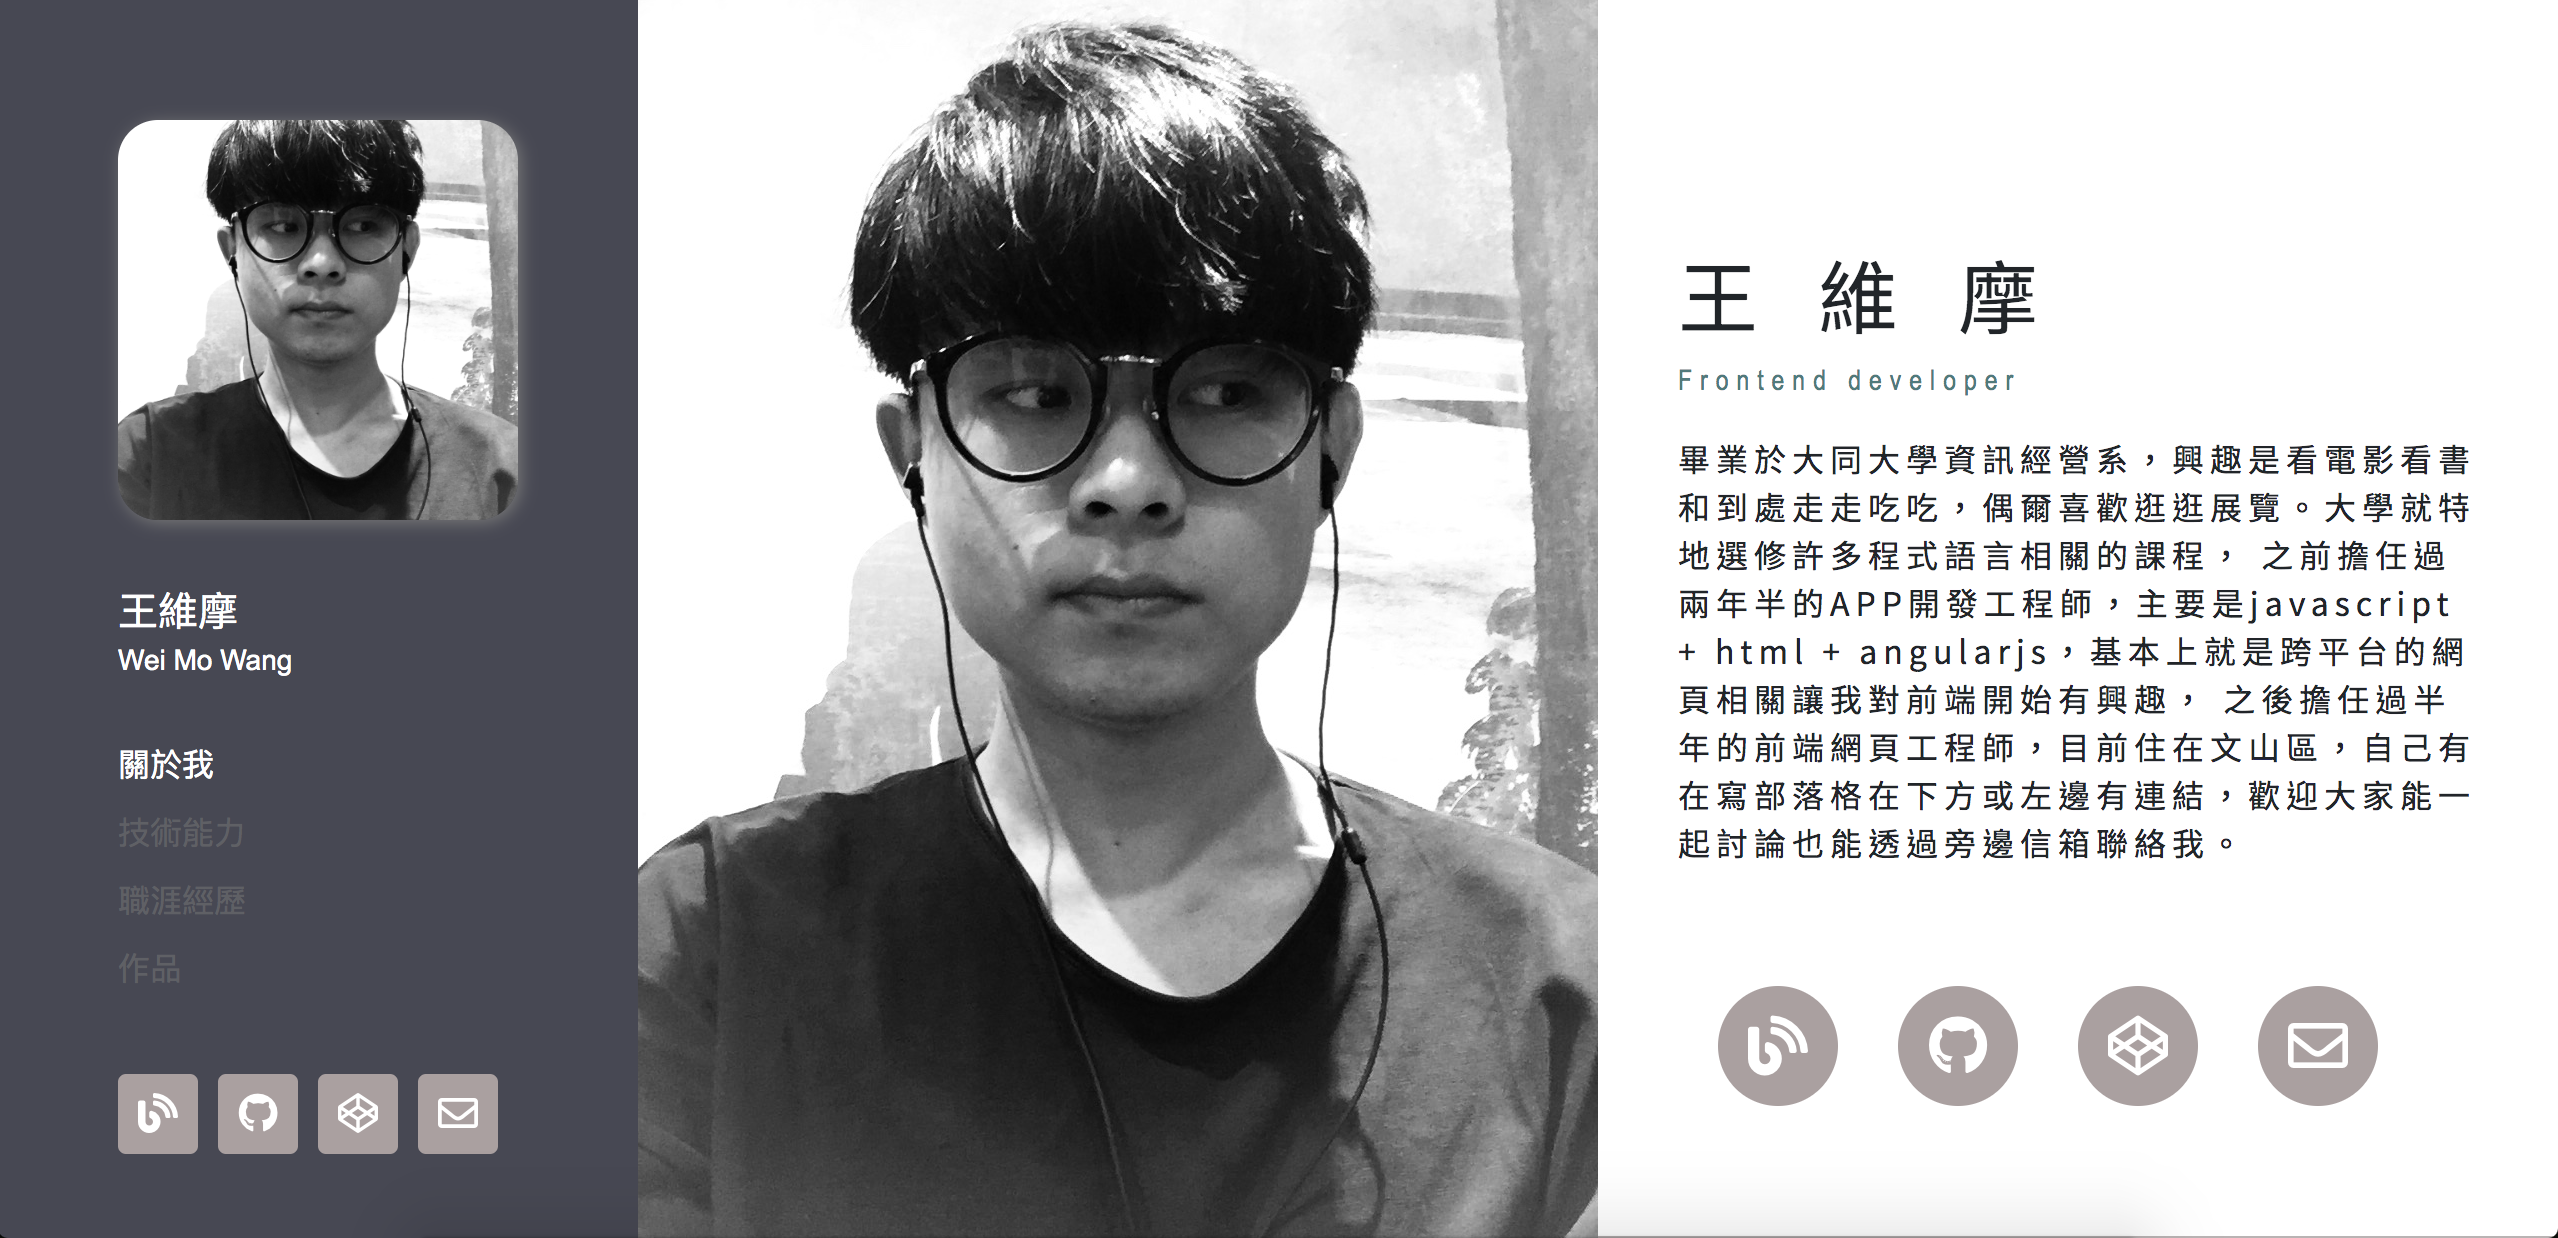 王維摩
Wei Mo Wang
關於我
技術能力
職涯經歷
作品
王維摩
Frontend developer
畢業於大同大學資訊經營系，興趣是看電影看書
和到處走走吃吃，偶爾喜歡逛逛展覽。大學就特
地選修許多程式語言相關的課程， 之前擔任過
兩年半的APP開發工程師，主要是javascript
+ html + angularjs，基本上就是跨平台的網
頁相關讓我對前端開始有興趣， 之後擔任過半
年的前端網頁工程師，目前住在文山區，自己有
在寫部落格在下方或左邊有連結，歡迎大家能一
起討論也能透過旁邊信箱聯絡我。